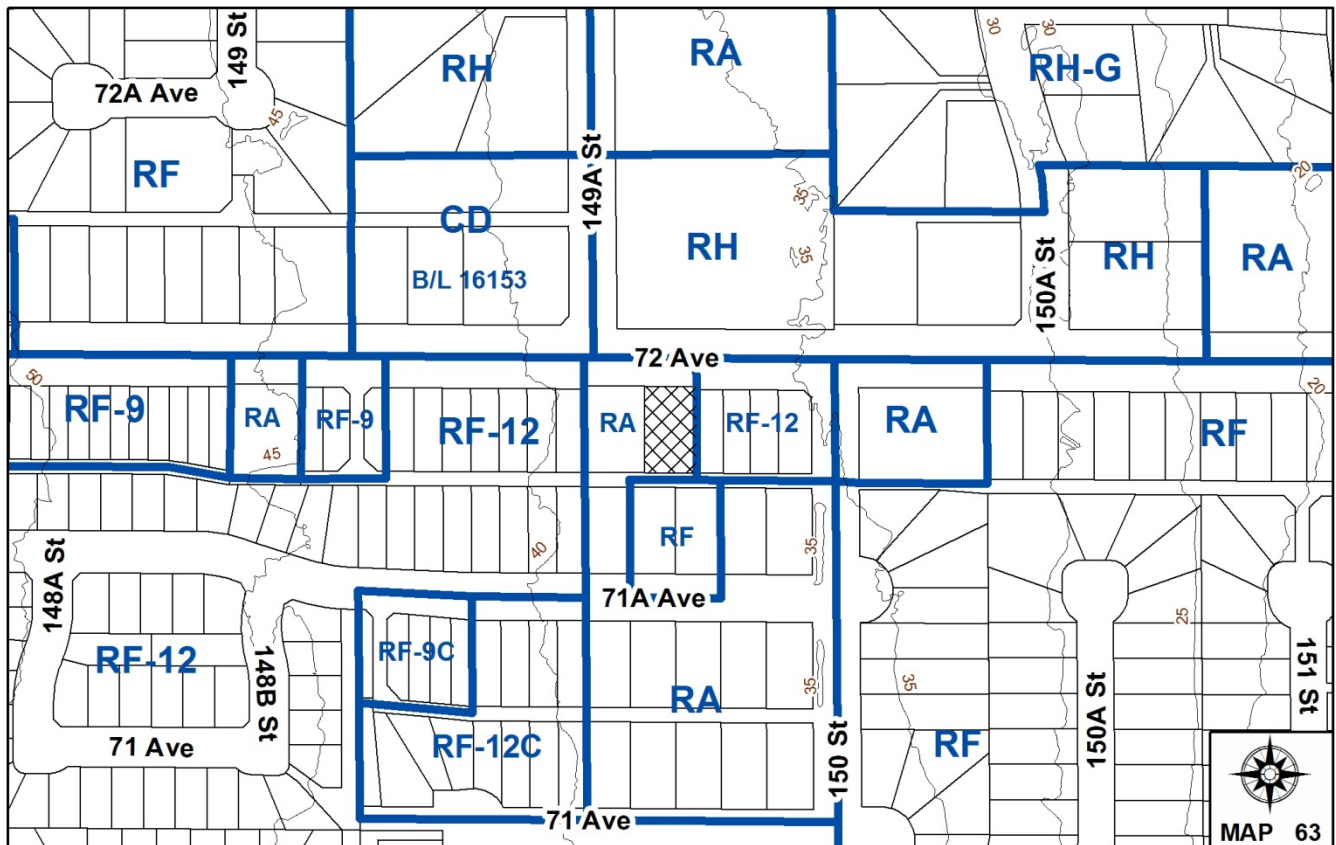 149 St
30
30
RH
RA
RH-G
72A Ave
45
149A St
RF
20
CD
35
RH
35
150A St
RH
RA
B/L 16153
72 Ave
50
20
RF-9
RA
RF-9
RF-12
RA
RF-12
RA
RF
45
148A St
40
RF
35
71A Ave
25
RF-12
148B St
RF-9C
RA
35
35
150A St
151 St
71 Ave
RF-12C
150 St
RF
71 Ave
MAP 63